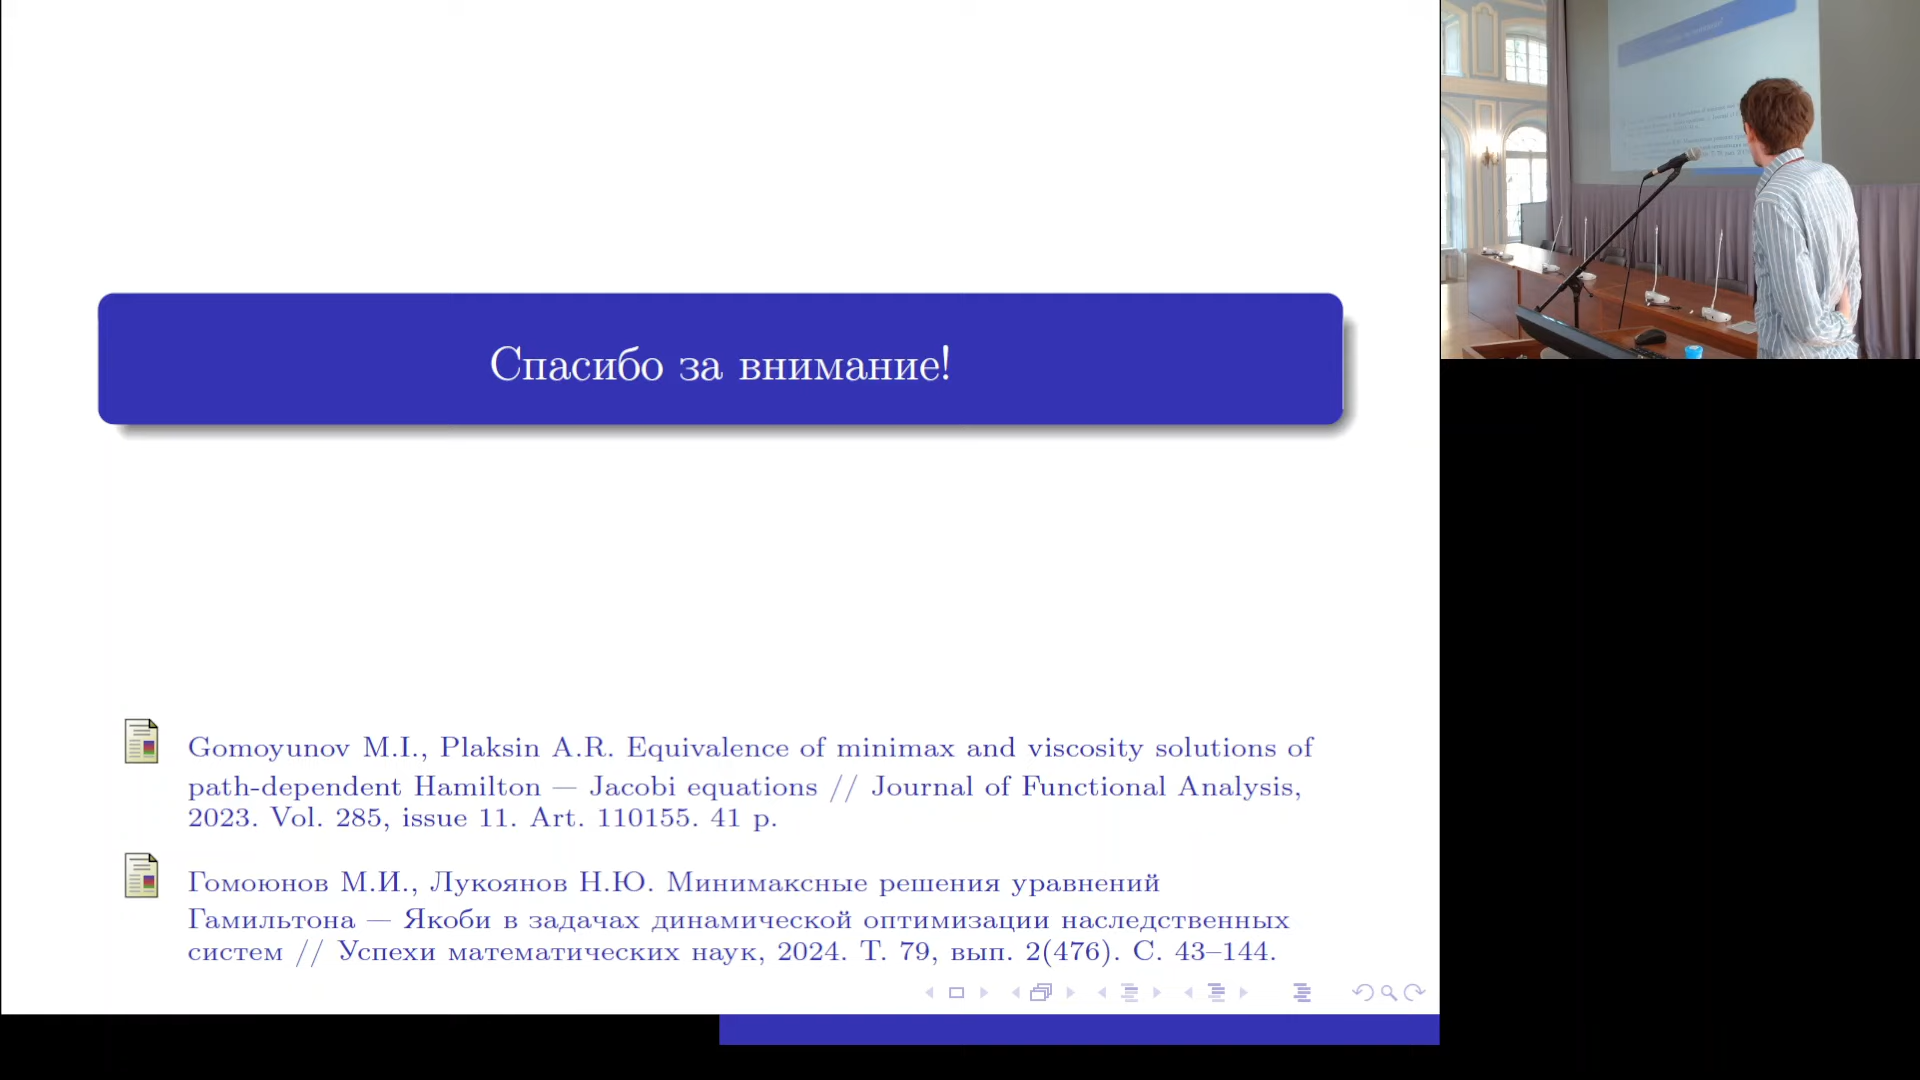 Спасибо за внимание!
Gomoyunov M.I., Plaksin A.R. Equivalence of minimax and viscosity solutions of
path-dependent Hamilton — Jacobi equations // Journal of Functional Analysis,
2023. Vol. 285, issue 11. Art. 110155. 41 p.
Гомоюнов М.И., Лукоянов Н.Ю. Минимаксные решения уравнений
Гамильтона — Якоби в задачах динамической оптимизации наследственных
систем // Успехи математических наук, 2024. Т. 79, вып. 2(476). С. 43–144.